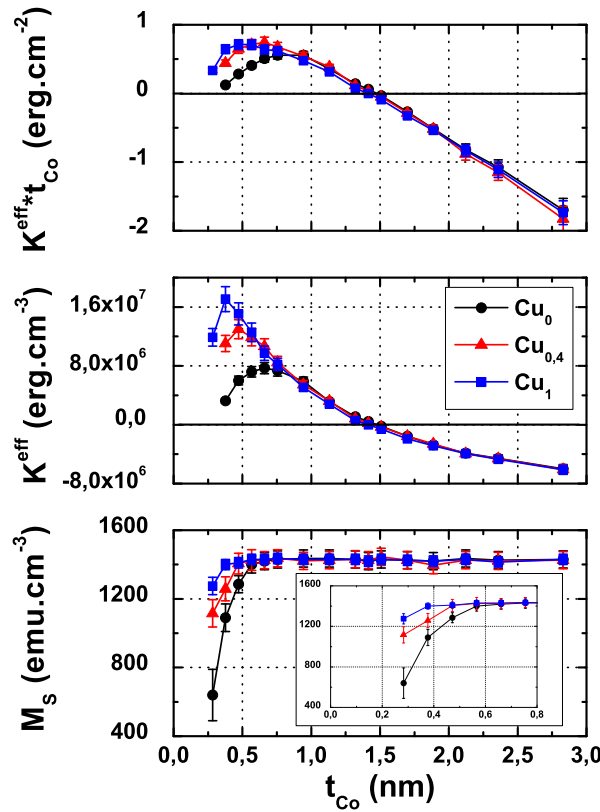 K^eff*t_Co (erg.cm^-2)
1
0
-1
-2
K^eff (erg.cm^-3)
1,6x10^7
8,0x10^6
0,0
-8,0x10^6
Cu_0
Cu_0,4
Cu_1
M_S (emu.cm^-3)
1600
1200
800
400
1600
1200
800
400
0,0 0,2 0,4 0,6 0,8
0,0 0,5 1,0 1,5 2,0 2,5 3,0
t_Co (nm)